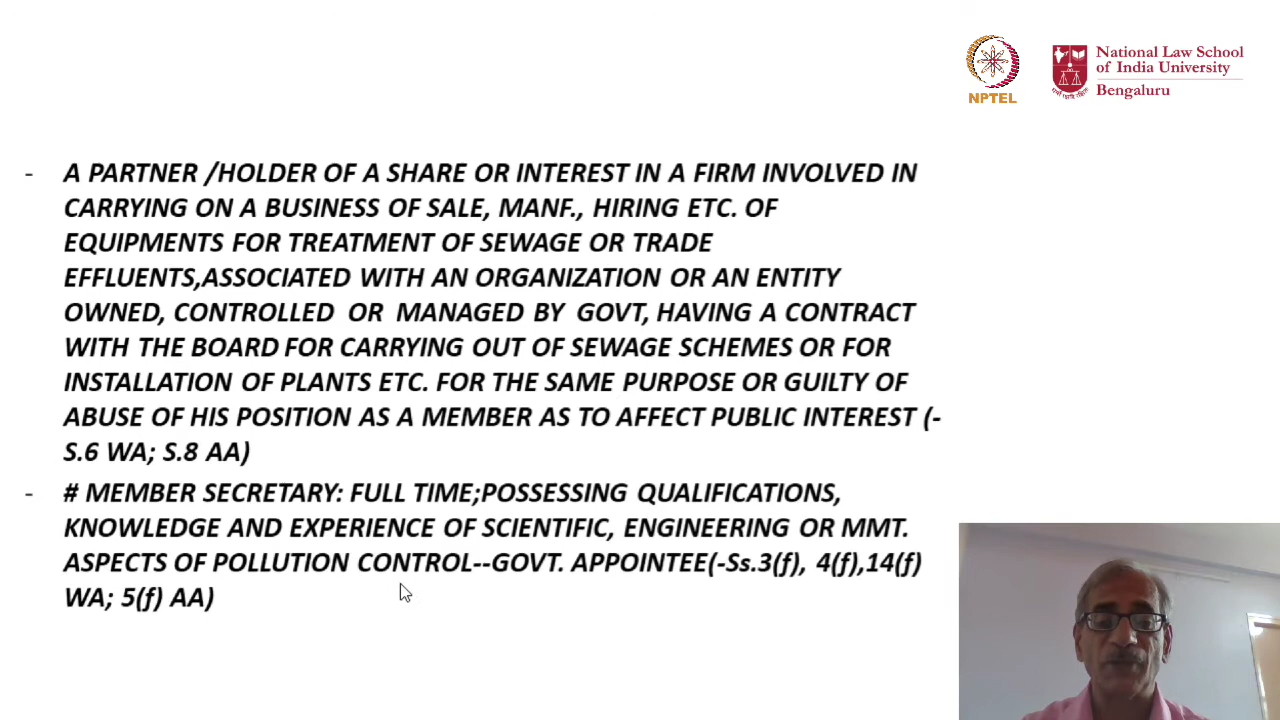 NPTEL
National Law School
of India University
Bengaluru
- A PARTNER /HOLDER OF A SHARE OR INTEREST IN A FIRM INVOLVED IN
CARRYING ON A BUSINESS OF SALE, MANF., HIRING ETC. OF
EQUIPMENTS FOR TREATMENT OF SEWAGE OR TRADE
EFFLUENTS,ASSOCIATED WITH AN ORGANIZATION OR AN ENTITY
OWNED, CONTROLLED OR MANAGED BY GOVT, HAVING A CONTRACT
WITH THE BOARD FOR CARRYING OUT OF SEWAGE SCHEMES OR FOR
INSTALLATION OF PLANTS ETC. FOR THE SAME PURPOSE OR GUILTY OF
ABUSE OF HIS POSITION AS A MEMBER AS TO AFFECT PUBLIC INTEREST (-
S.6 WA; S.8 AA)
- # MEMBER SECRETARY: FULL TIME;POSSESSING QUALIFICATIONS,
KNOWLEDGE AND EXPERIENCE OF SCIENTIFIC, ENGINEERING OR MMT.
ASPECTS OF POLLUTION CONTROL--GOVT. APPOINTEE(-Ss.3(f), 4(f),14(f)
WA; 5(f) AA)